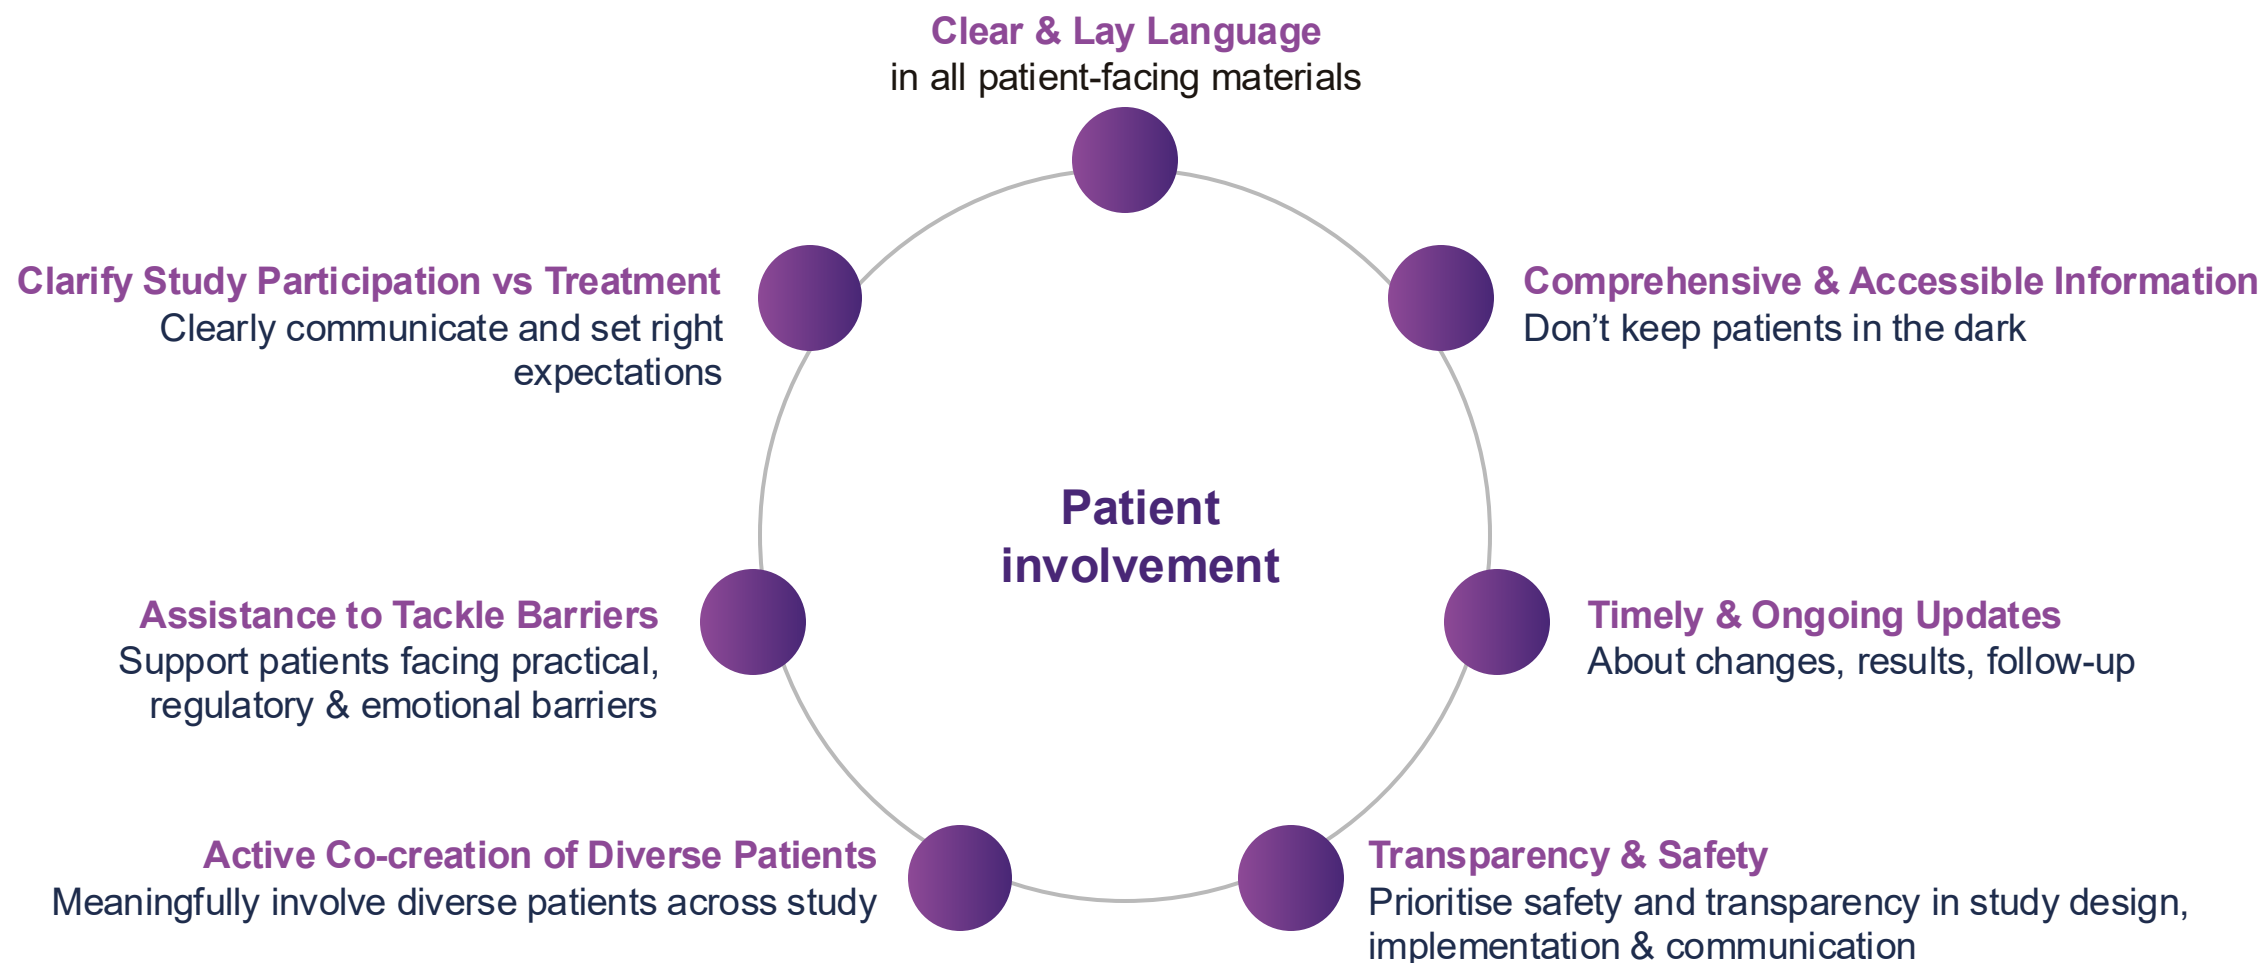 Clear & Lay Language
in all patient-facing materials
Clarify Study Participation vs Treatment
Clearly communicate and set right
expectations
Comprehensive & Accessible Information
Don’t keep patients in the dark
Patient
involvement
Assistance to Tackle Barriers
Support patients facing practical,
regulatory & emotional barriers
Timely & Ongoing Updates
About changes, results, follow-up
Active Co-creation of Diverse Patients
Meaningfully involve diverse patients across study
Transparency & Safety
Prioritise safety and transparency in study design,
implementation & communication